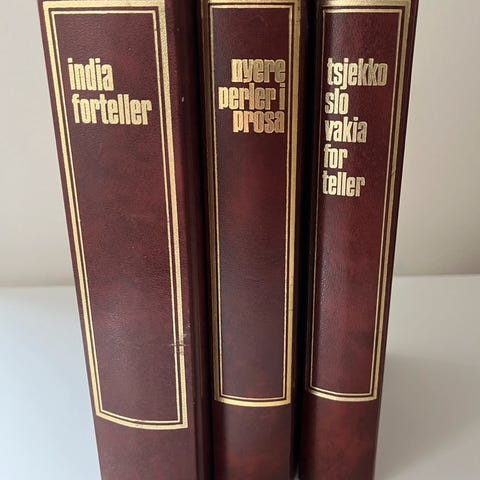 india
forteller
nyere
perler i
prosa
tsjekko
slo
vakia
for
teller